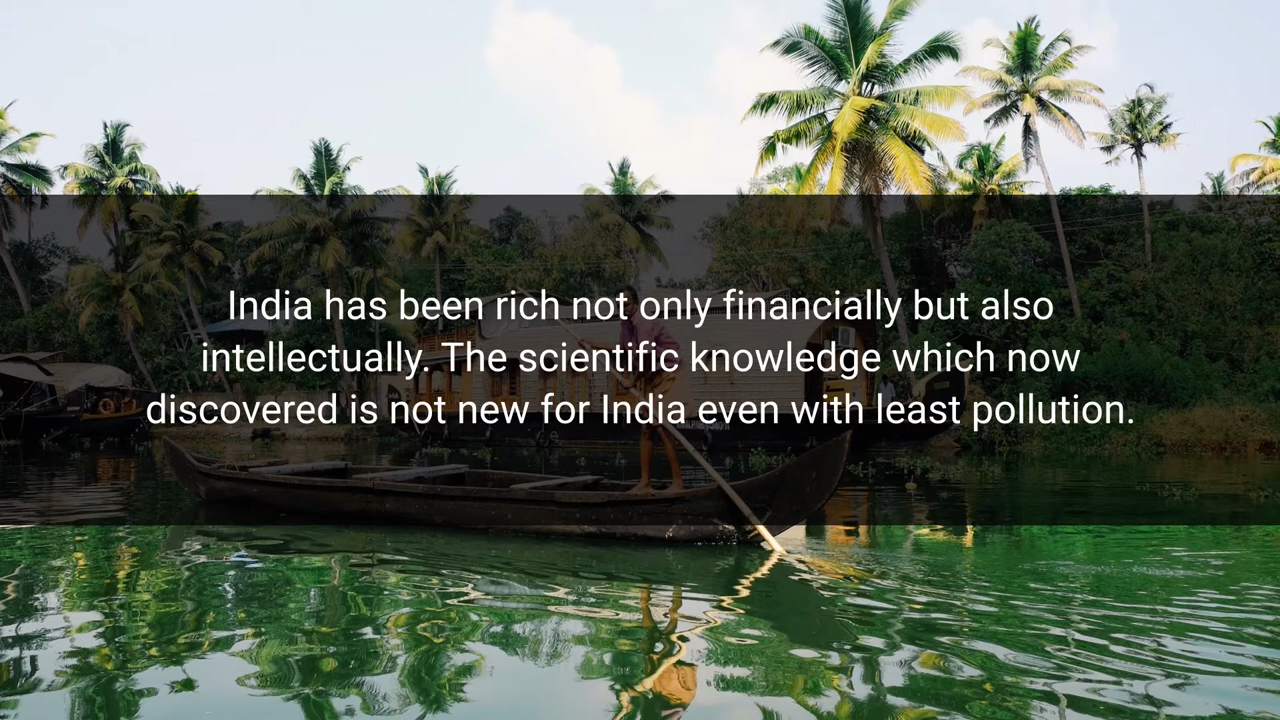 India has been rich not only financially but also
intellectually. The scientific knowledge which now
discovered is not new for India even with least pollution.